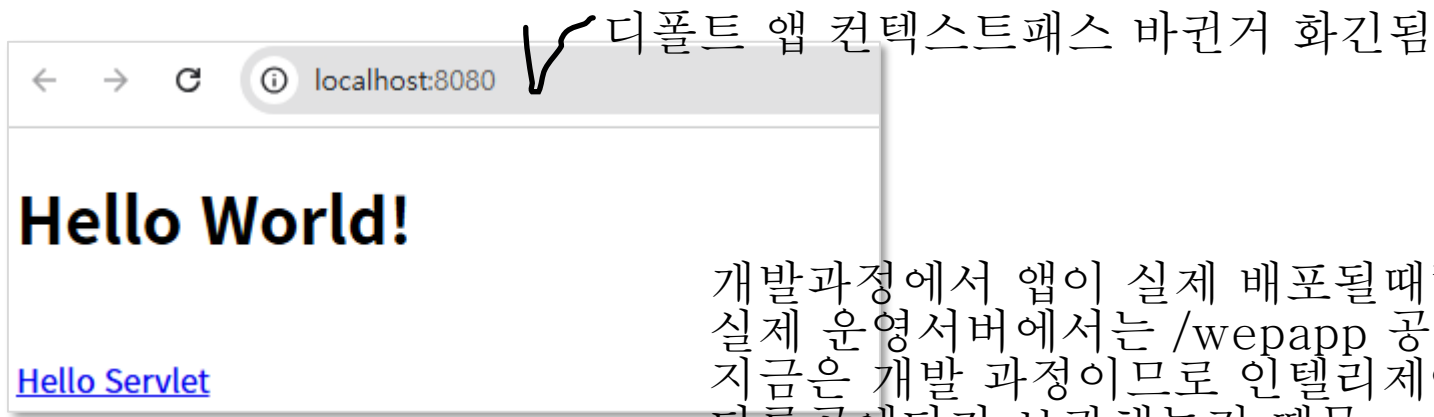 디폴트 앱 컨텍스트패스 바뀐거 화긴됨
localhost:8080
Hello World!
개발과정에서 앱이 실제 배포될때
실제 운영서버에서는 /wepapp 공
지금은 개발 과정이므로 인텔리제
Hello Servlet